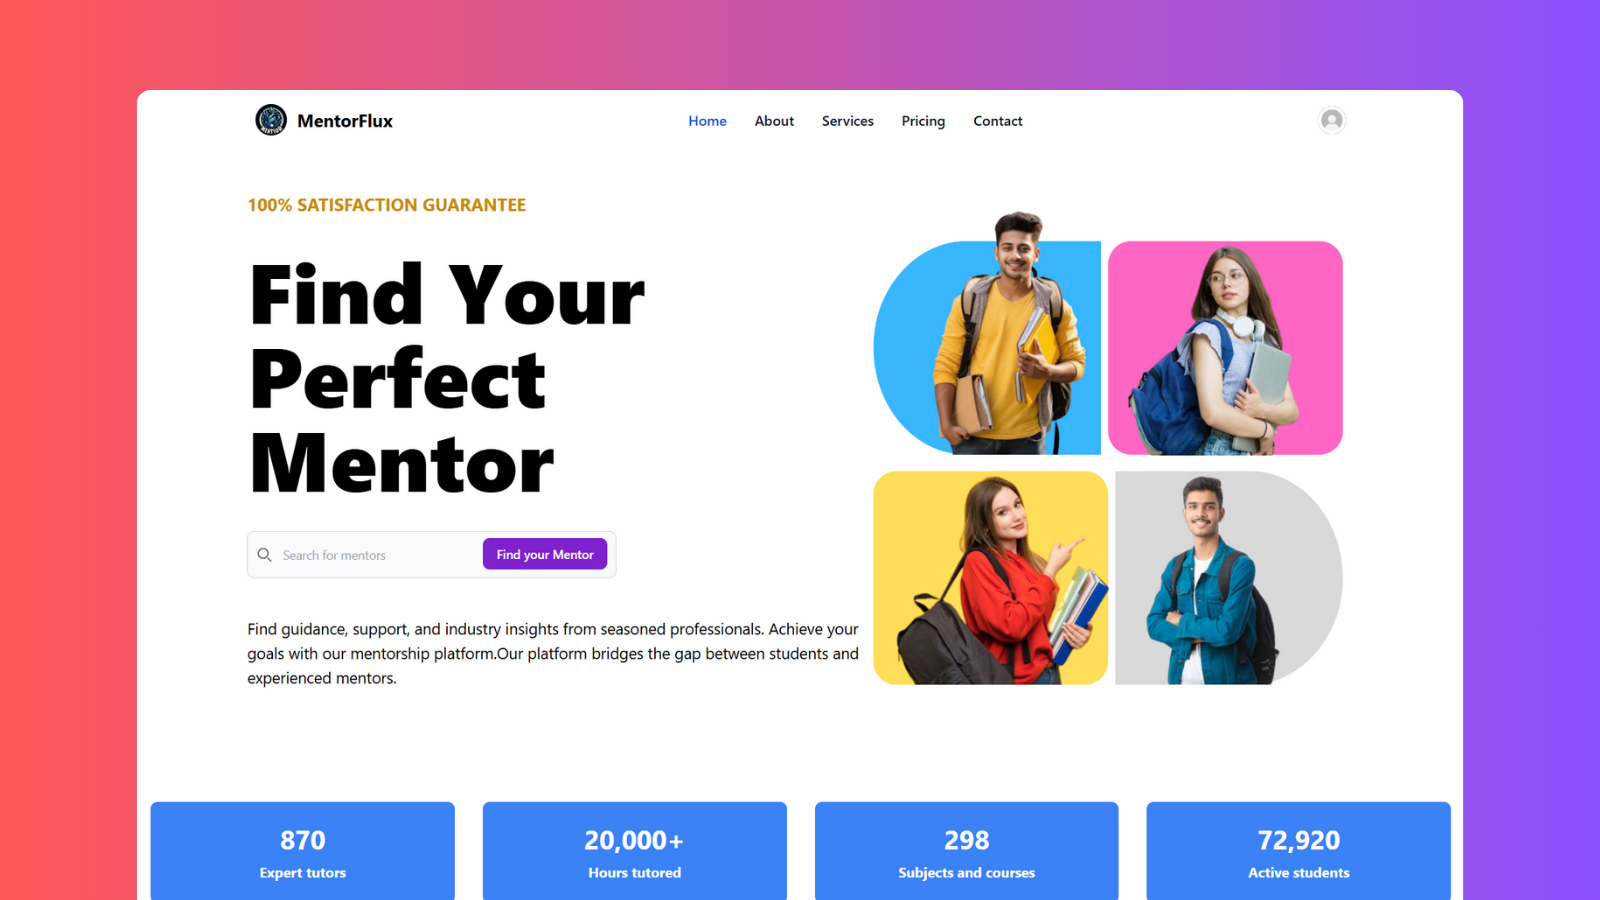 MentorFlux
Home About Services Pricing Contact
100% SATISFACTION GUARANTEE
Find Your
Perfect
Mentor
Search for mentors
Find your Mentor
Find guidance, support, and industry insights from seasoned professionals. Achieve your
goals with our mentorship platform.Our platform bridges the gap between students and
experienced mentors.
870
Expert tutors
20,000+
Hours tutored
298
Subjects and courses
72,920
Active students